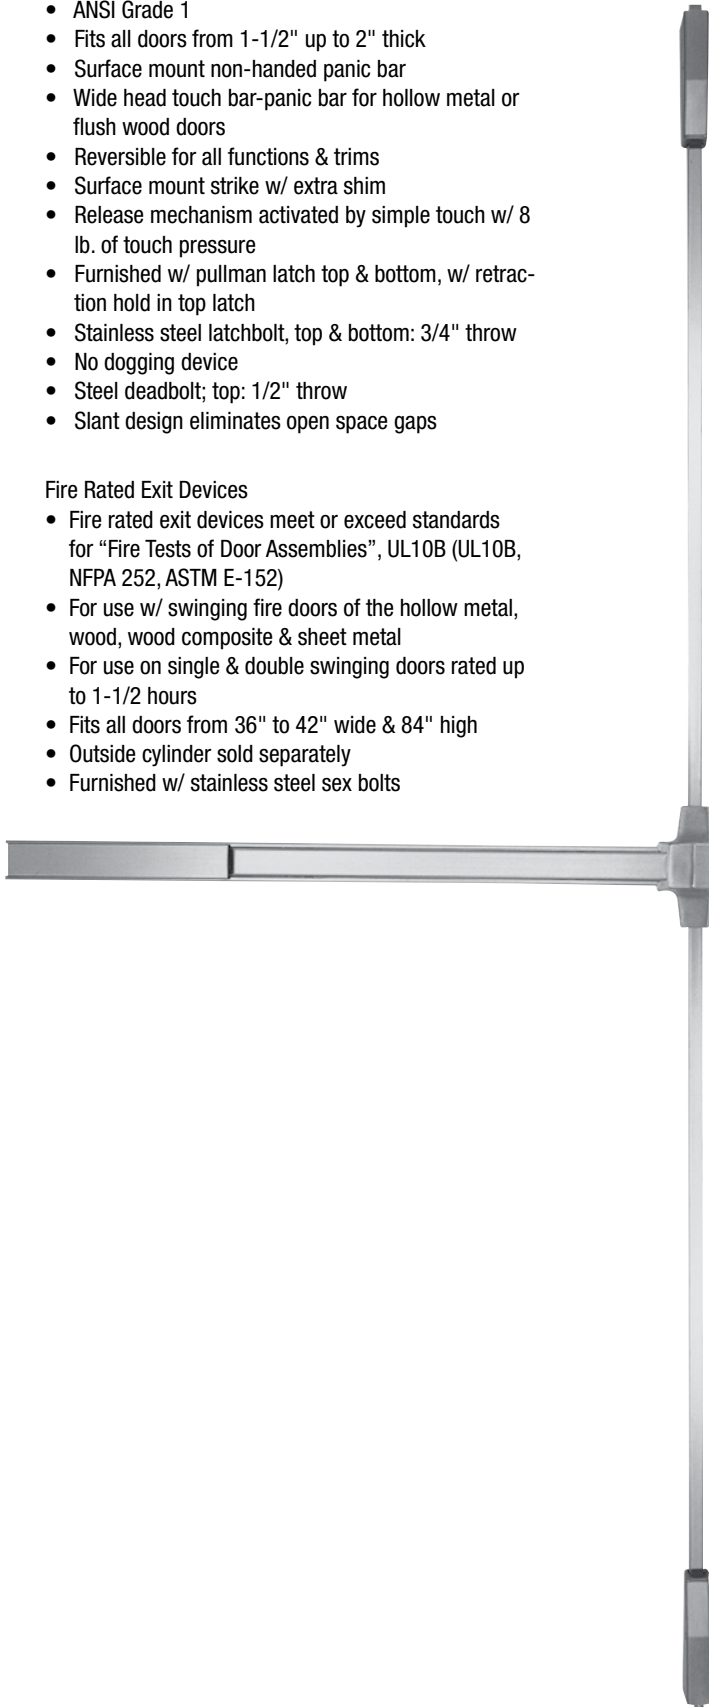 • ANSI Grade 1
• Fits all doors from 1-1/2" up to 2" thick
• Surface mount non-handed panic bar
• Wide head touch bar-panic bar for hollow metal or
flush wood doors
• Reversible for all functions & trims
• Surface mount strike w/ extra shim
• Release mechanism activated by simple touch w/ 8
lb. of touch pressure
• Furnished w/ pullman latch top & bottom, w/ retrac-
tion hold in top latch
• Stainless steel latchbolt, top & bottom: 3/4" throw
• No dogging device
• Steel deadbolt; top: 1/2" throw
• Slant design eliminates open space gaps
Fire Rated Exit Devices
• Fire rated exit devices meet or exceed standards
for “Fire Tests of Door Assemblies”, UL10B (UL10B,
NFPA 252, ASTM E-152)
• For use w/ swinging fire doors of the hollow metal,
wood, wood composite & sheet metal
• For use on single & double swinging doors rated up
to 1-1/2 hours
• Fits all doors from 36" to 42" wide & 84" high
• Outside cylinder sold separately
• Furnished w/ stainless steel sex bolts